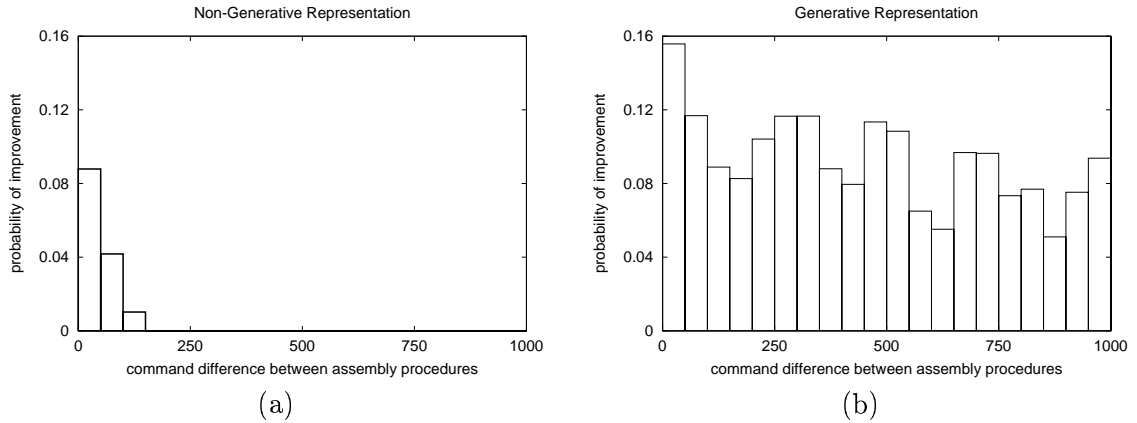 Non-Generative Representation
0.16
0.12
0.08
0.04
0
probability of improvement
0 250 500 750 1000
command difference between assembly procedures
(a)
Generative Representation
0.16
0.12
0.08
0.04
0
probability of improvement
0 250 500 750 1000
command difference between assembly procedures
(b)